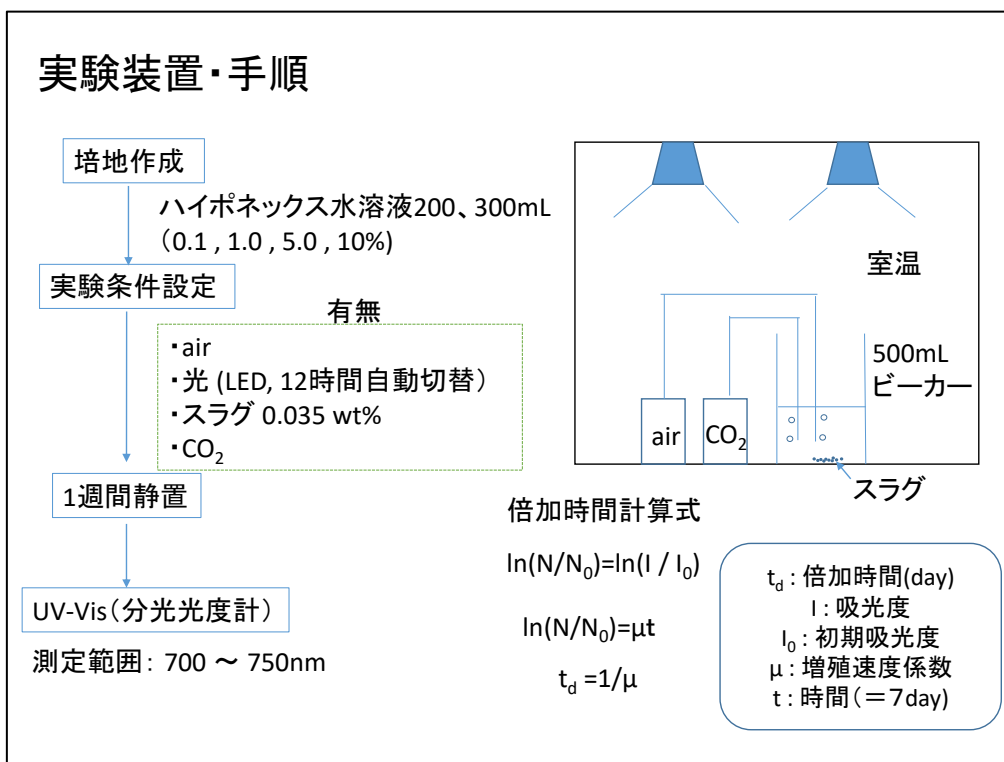 実験装置・手順
培地作成
ハイポネックス水溶液200、300mL
(0.1 , 1.0 , 5.0 , 10%)
実験条件設定
有無
・air
・光 (LED, 12時間自動切替）
・スラグ 0.035 wt%
・CO₂
1週間静置
UV-Vis（分光光度計）
測定範囲： 700 ～ 750nm
室温
500mL
ビーカー
air
CO₂
スラグ
倍加時間計算式
ln(N/N₀)=ln(I / I₀)
ln(N/N₀)=μt
t_d =1/μ
t_d : 倍加時間(day)
I : 吸光度
I₀ : 初期吸光度
μ : 増殖速度係数
t : 時間（＝７day)